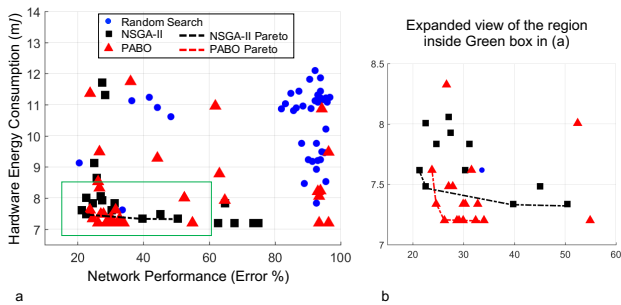 Random Search
NSGA-II
PABO
NSGA-II Pareto
PABO Pareto
Hardware Energy Consumption (mJ)
14
13
12
11
10
9
8
7
20
40
60
80
100
Network Performance (Error %)
a
Expanded view of the region
inside Green box in (a)
8.5
8
7.5
7
20
30
40
50
60
b